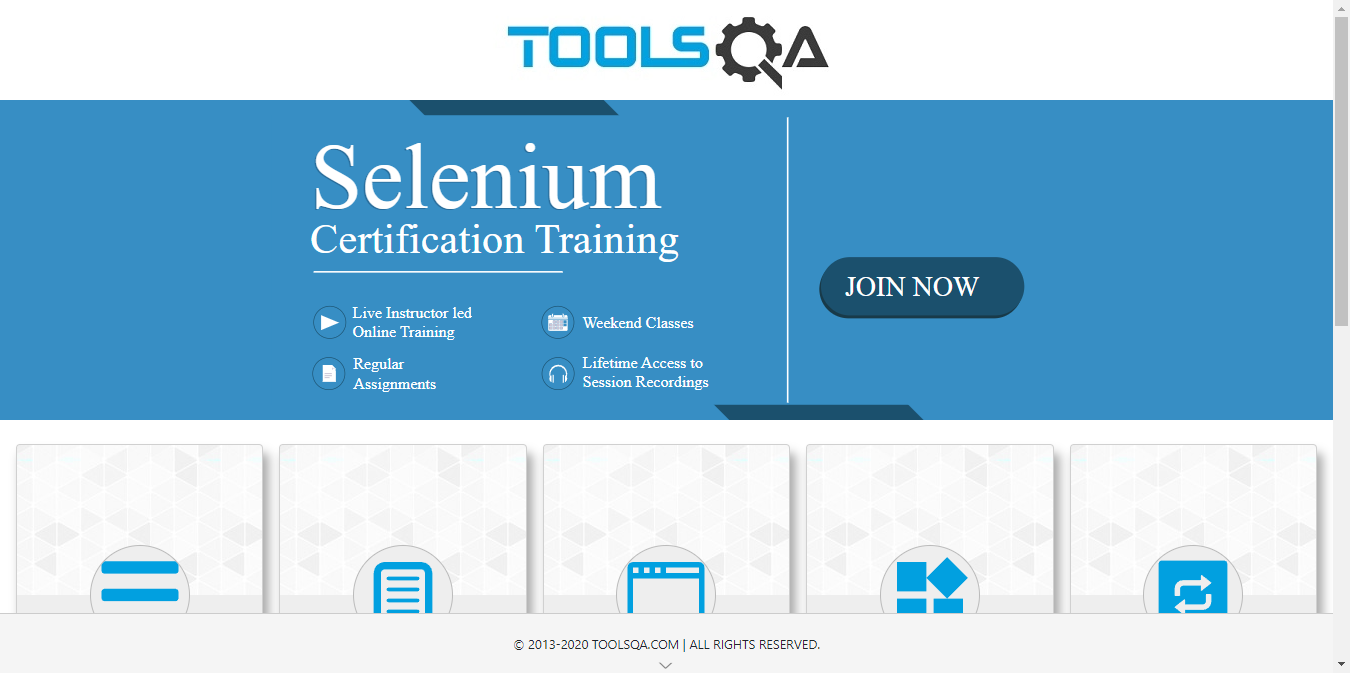 TOOLSQA
Selenium
Certification Training
JOIN NOW
Live Instructor led
Online Training
Weekend Classes
Regular
Assignments
Lifetime Access to
Session Recordings
© 2013-2020 TOOLSQA.COM | ALL RIGHTS RESERVED.